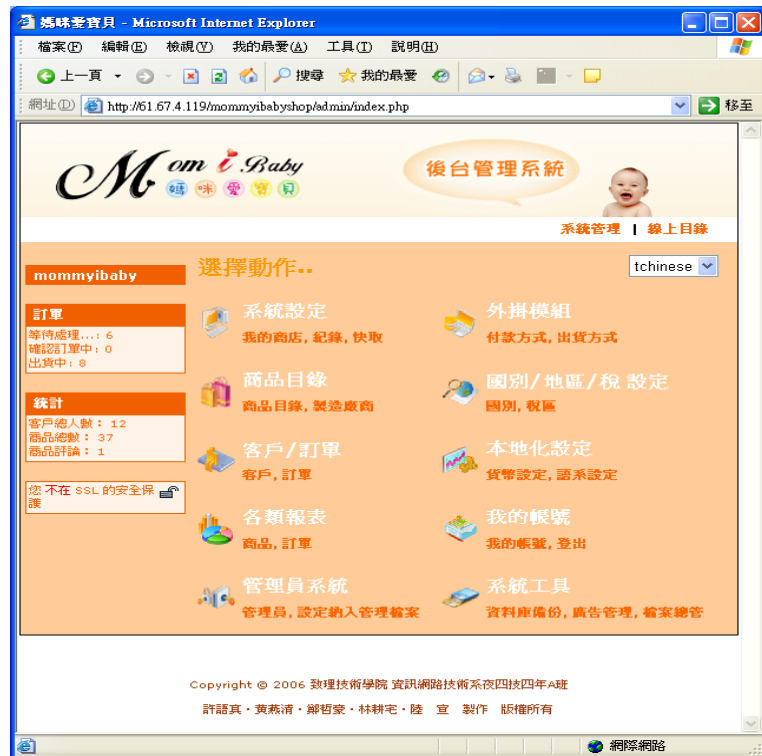 媽咪愛寶貝 - Microsoft Internet Explorer
檔案(F) 編輯(E) 檢視(V) 我的最愛(A) 工具(T) 說明(H)
上一頁 搜尋 我的最愛
網址(D) http://61.67.4.119/mommyibabyshop/admin/index.php 移至
Mom i Baby
媽咪愛寶貝
後台管理系統
系統管理 | 線上目錄
mommyibaby
選擇動作..
tchinese
訂單
等待處理...: 6
確認訂單中: 0
出貨中: 8
統計
客戶總人數: 12
商品總數: 37
商品評論: 1
您 不在 SSL 的安全保
護
系統設定
我的商店, 紀錄, 快取
外掛模組
付款方式, 出貨方式
商品目錄
商品目錄, 製造廠商
國別/地區/稅 設定
國別, 稅區
客戶/訂單
客戶, 訂單
本地化設定
貨幣設定, 語系設定
各類報表
商品, 訂單
我的帳號
我的帳號, 登出
管理員系統
管理員, 設定納入管理檔案
系統工具
資料庫備份, 廣告管理, 檔案總管
Copyright © 2006 致理技術學院 資訊網路技術系夜四技四年A班
許語真・黃燕清・鄭哲豪・林耕宅・陸 宣 製作 版權所有
網際網路